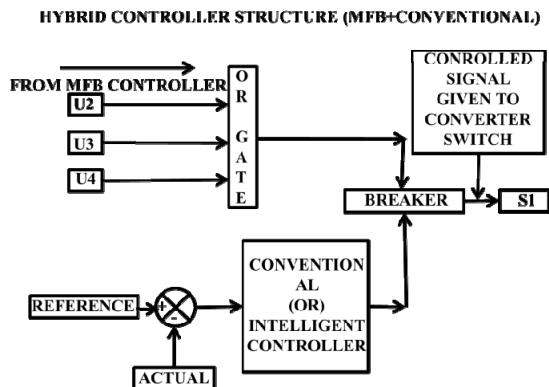 HYBRID CONTROLLER STRUCTURE (MFB+CONVENTIONAL)
FROM MFB CONTROLLER
U2
U3
U4
O
R
G
A
T
E
CONROLLED
SIGNAL
GIVEN TO
CONVERTER
SWITCH
BREAKER
S1
REFERENCE
+
-
ACTUAL
CONVENTION
AL
(OR)
INTELLIGENT
CONTROLLER